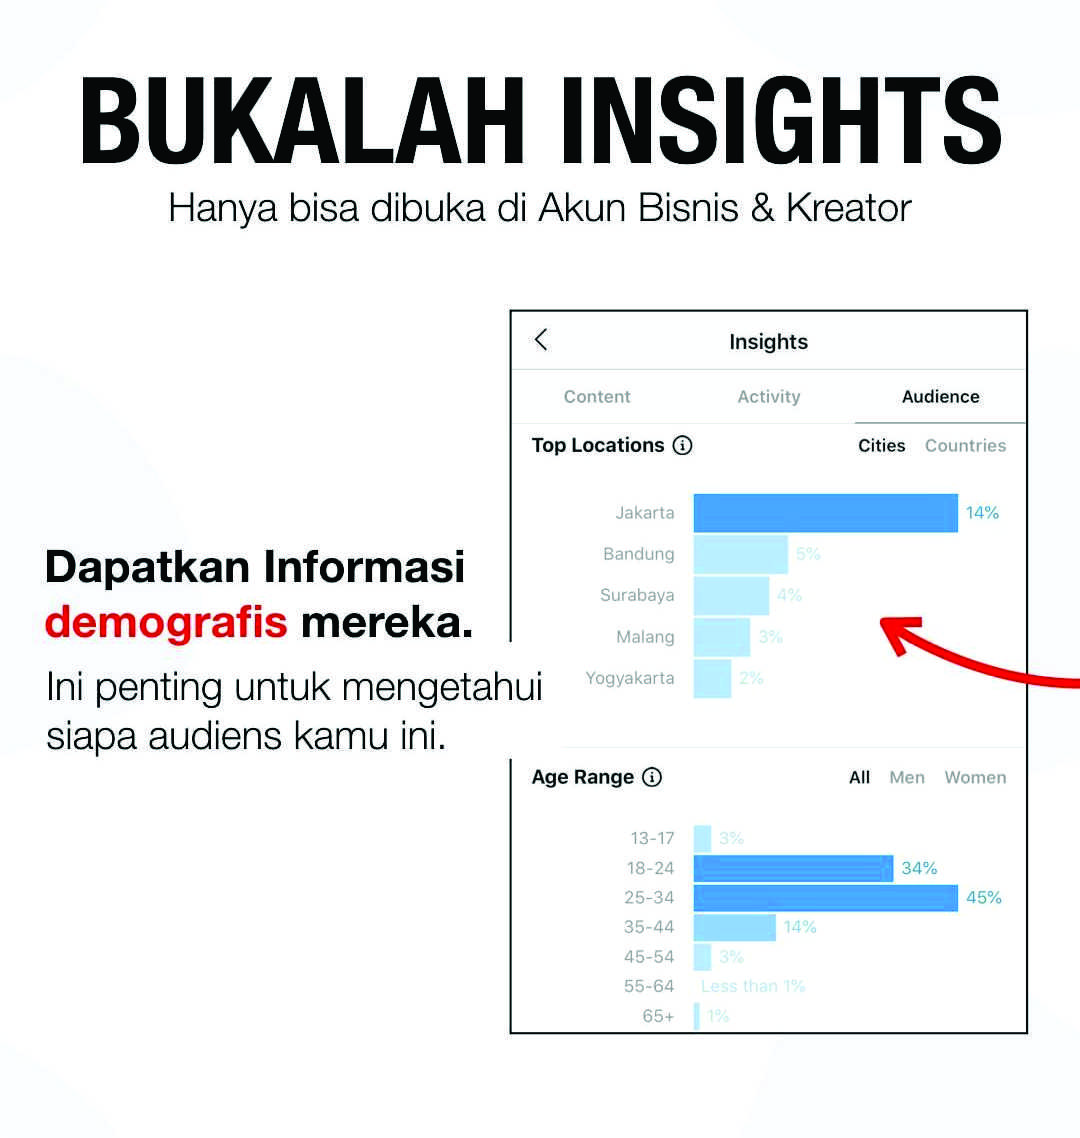 BUKALAH INSIGHTS
Hanya bisa dibuka di Akun Bisnis & Kreator
Dapatkan Informasi
demografis mereka.
Ini penting untuk mengetahui
siapa audiens kamu ini.
Insights
Content Activity Audience
Top Locations Cities Countries
Jakarta 14%
Bandung 5%
Surabaya 4%
Malang 3%
Yogyakarta 2%
Age Range All Men Women
13-17 3%
18-24 34%
25-34 45%
35-44 14%
45-54 3%
55-64 Less than 1%
65+ 1%